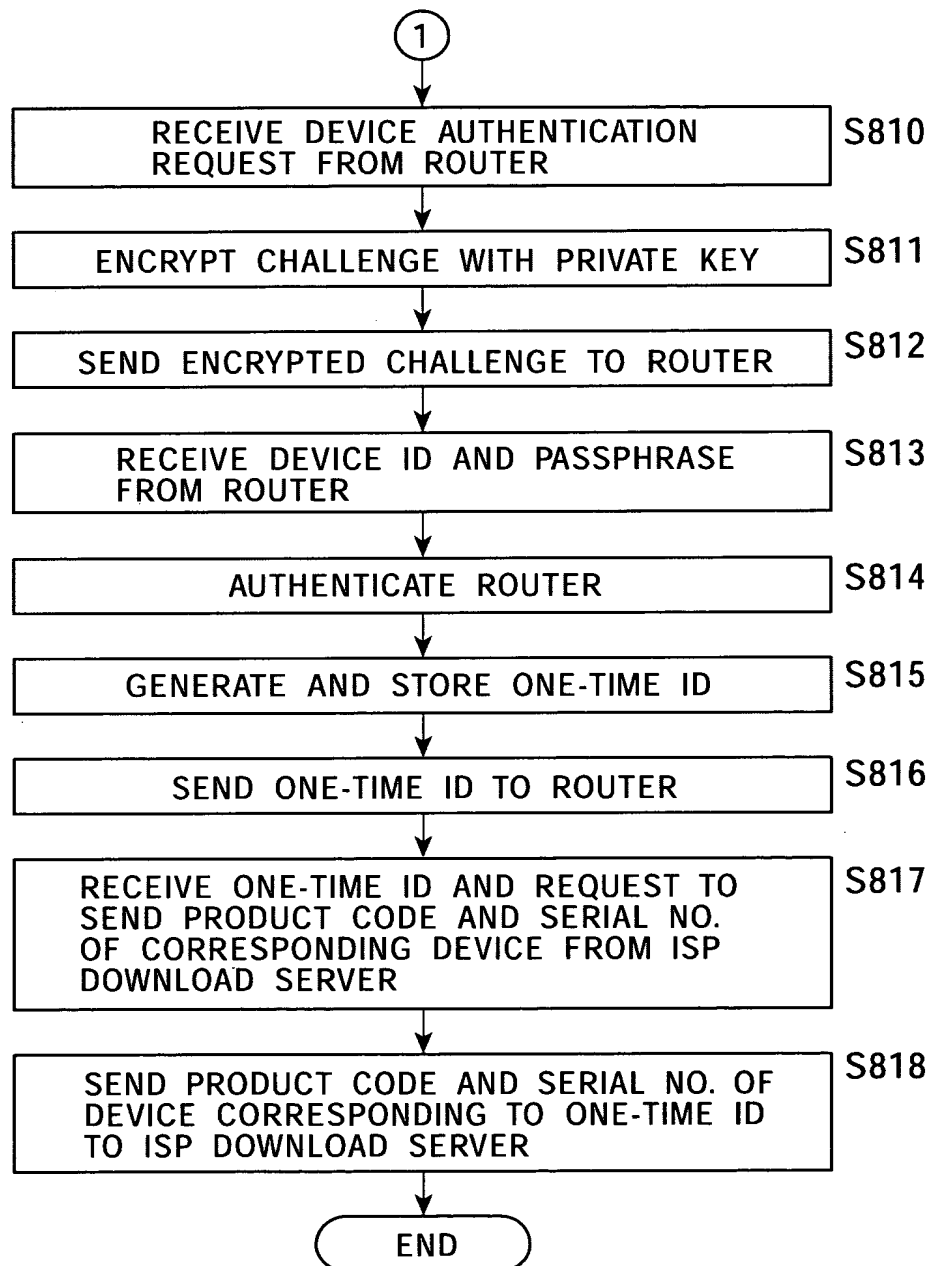 1
RECEIVE DEVICE AUTHENTICATION
REQUEST FROM ROUTER
S810
ENCRYPT CHALLENGE WITH PRIVATE KEY
S811
SEND ENCRYPTED CHALLENGE TO ROUTER
S812
RECEIVE DEVICE ID AND PASSPHRASE
FROM ROUTER
S813
AUTHENTICATE ROUTER
S814
GENERATE AND STORE ONE-TIME ID
S815
SEND ONE-TIME ID TO ROUTER
S816
RECEIVE ONE-TIME ID AND REQUEST TO
SEND PRODUCT CODE AND SERIAL NO.
OF CORRESPONDING DEVICE FROM ISP
DOWNLOAD SERVER
S817
SEND PRODUCT CODE AND SERIAL NO. OF
DEVICE CORRESPONDING TO ONE-TIME ID
TO ISP DOWNLOAD SERVER
S818
END